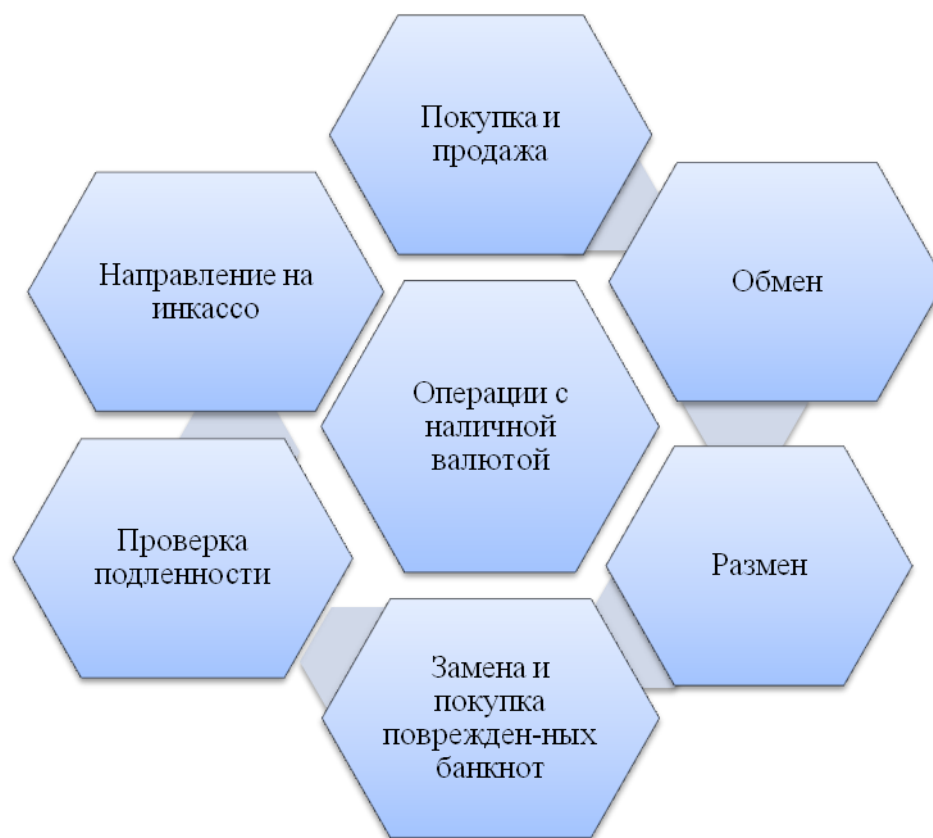 Покупка и
продажа
Обмен
Размен
Замена и
покупка
поврежден-ных
банкнот
Проверка
подленности
Направление на
инкассо
Операции с
наличной
валютой